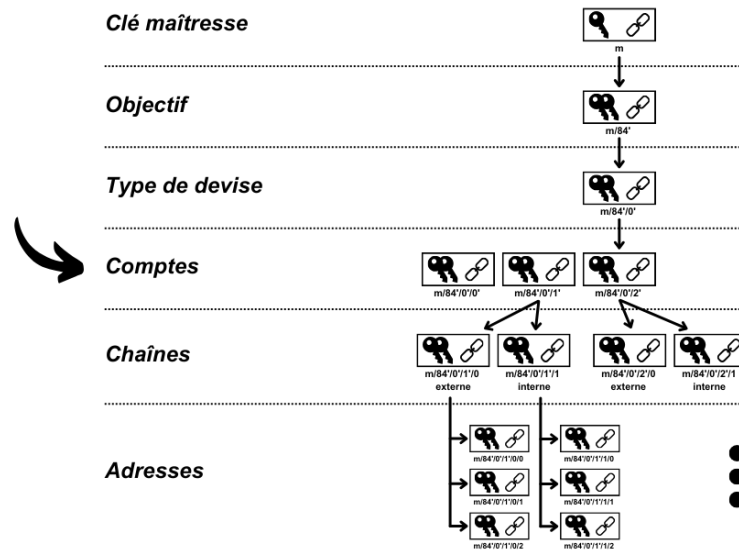 Clé maîtresse
m
Objectif
m/84'
Type de devise
m/84'/0'
Comptes
m/84'/0'/0'
m/84'/0'/1'
m/84'/0'/2'
Chaînes
m/84'/0'/1'/0
externe
m/84'/0'/1'/1
interne
m/84'/0'/2'/0
externe
m/84'/0'/2'/1
interne
Adresses
m/84'/0'/1'/0/0
m/84'/0'/1'/1/0
m/84'/0'/1'/0/1
m/84'/0'/1'/1/1
m/84'/0'/1'/0/2
m/84'/0'/1'/1/2